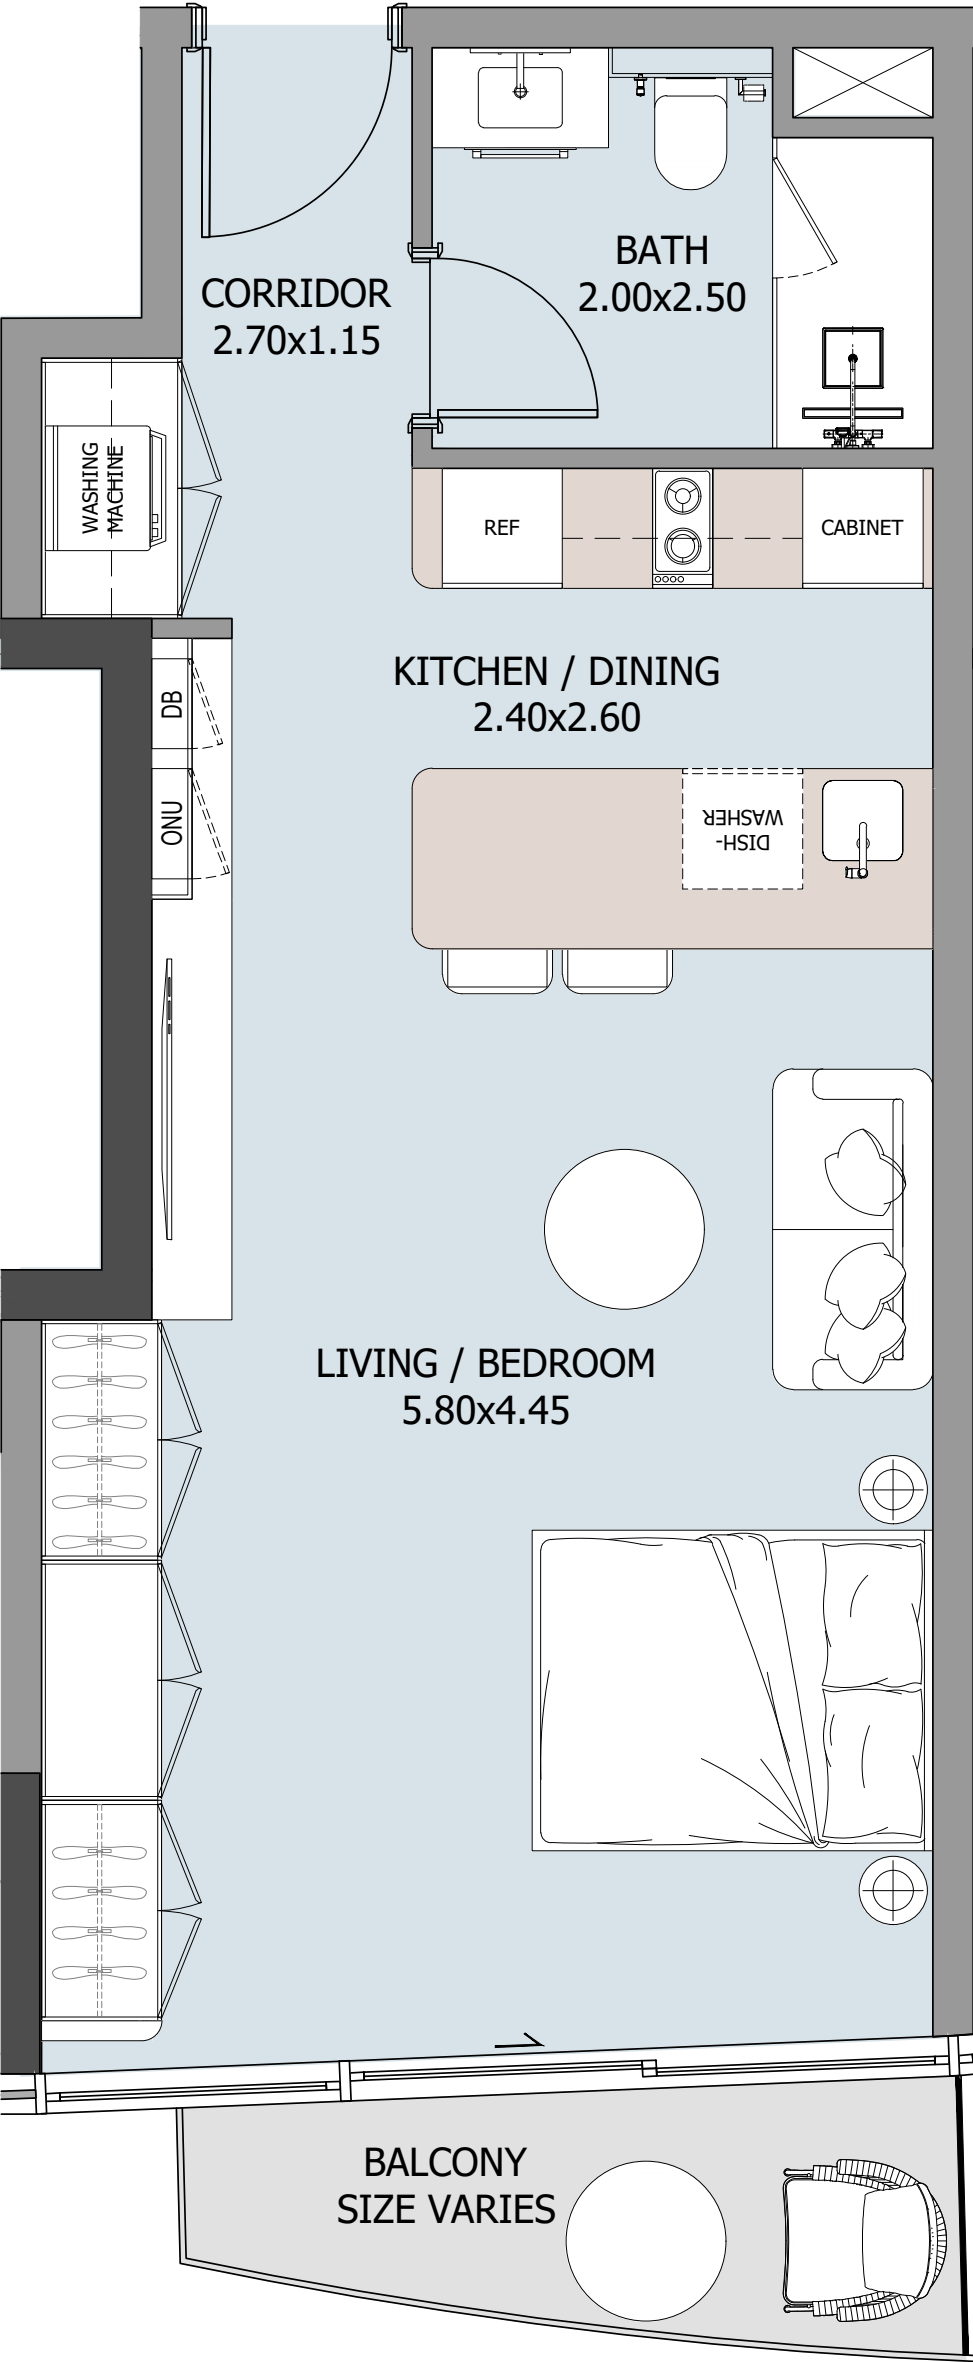 BATH
2.00x2.50
CORRIDOR
2.70x1.15
WASHING
MACHINE
REF
CABINET
KITCHEN / DINING
2.40x2.60
DB
ONU
DISH-
WASHER
LIVING / BEDROOM
5.80x4.45
BALCONY
SIZE VARIES